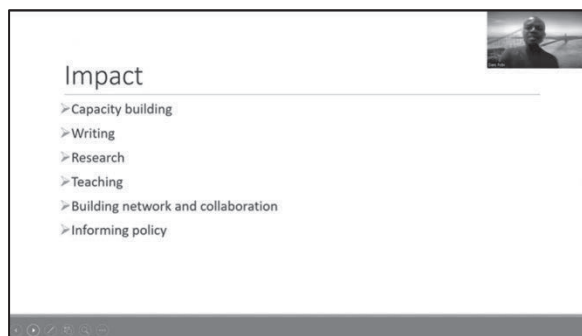 Impact
➢Capacity building
➢Writing
➢Research
➢Teaching
➢Building network and collaboration
➢Informing policy